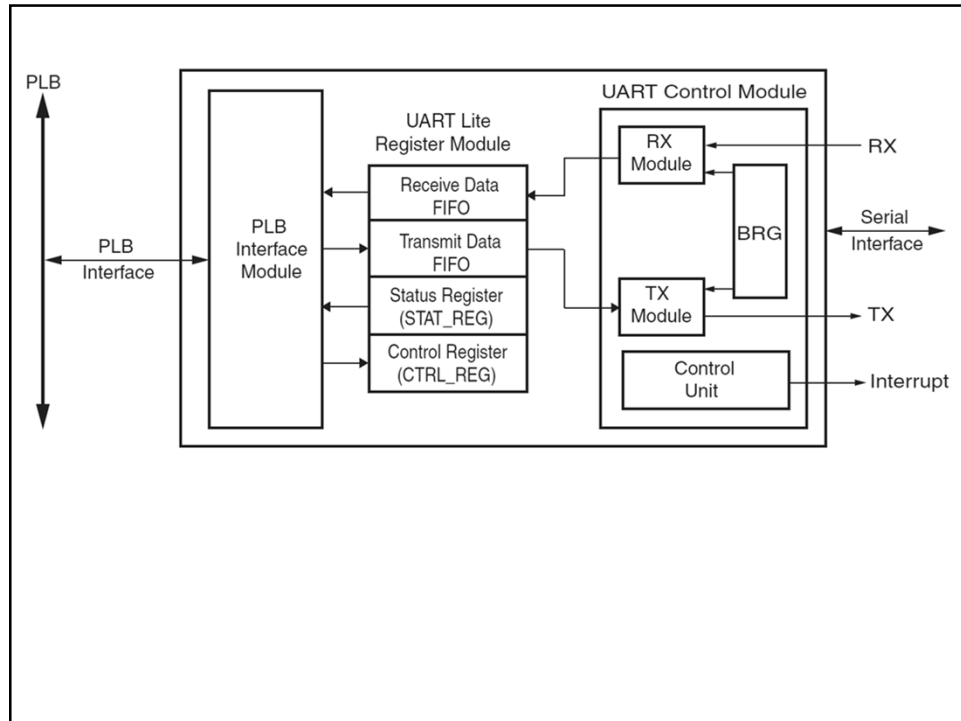 PLB
PLB
Interface
PLB
Interface
Module
UART Lite
Register Module
Receive Data
FIFO
Transmit Data
FIFO
Status Register
(STAT_REG)
Control Register
(CTRL_REG)
UART Control Module
RX
Module
BRG
TX
Module
Control
Unit
RX
Serial
Interface
TX
Interrupt